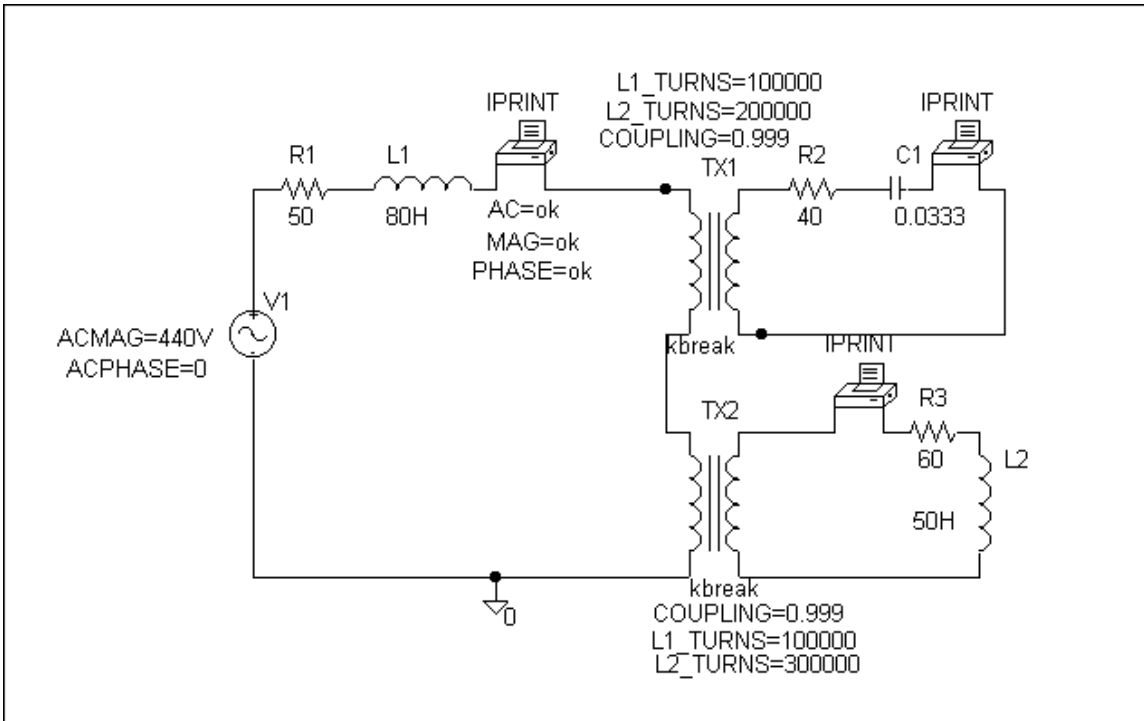 L1_TURNS=100000
L2_TURNS=200000
COUPLING=0.999
IPRINT
IPRINT
R1
L1
TX1
R2
C1
50
80H
AC=ok
MAG=ok
PHASE=ok
40
0.0333
V1
ACMAG=440V
ACPHASE=0
kbreak
IPRINT
TX2
R3
60
L2
50H
kbreak
0
COUPLING=0.999
L1_TURNS=100000
L2_TURNS=300000